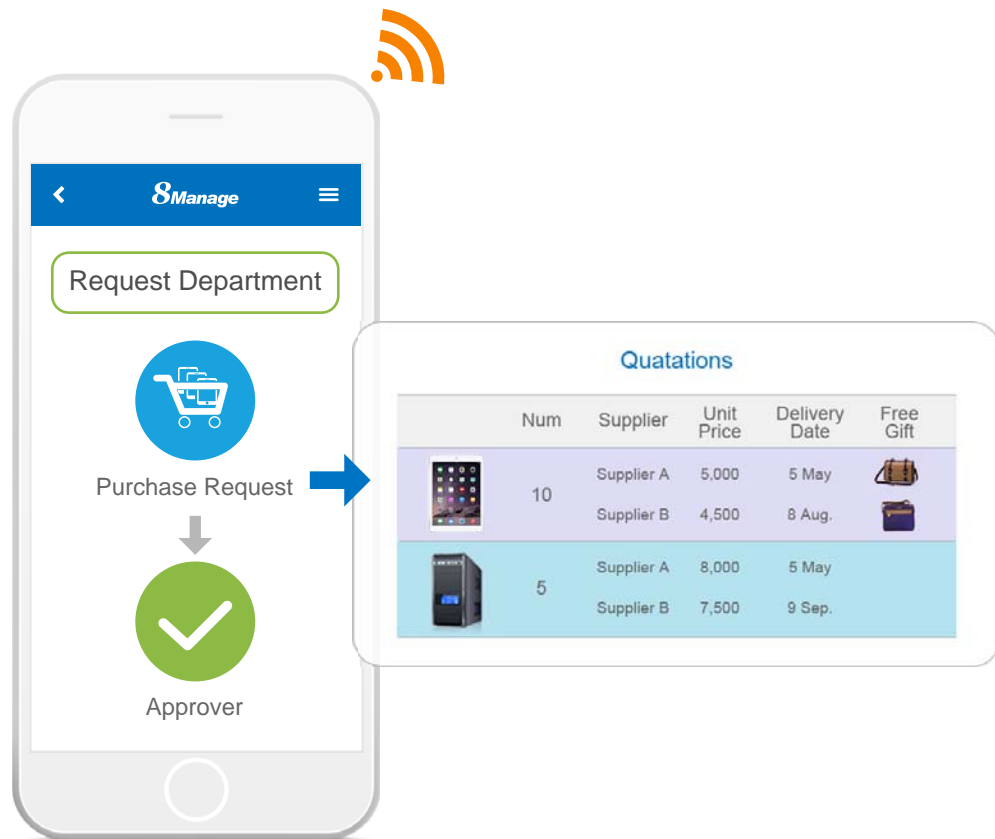 8Manage
Request Department
Purchase Request
Approver
Quatations
Num Supplier Unit Price Delivery Date Free Gift
10
Supplier A 5,000 5 May
Supplier B 4,500 8 Aug.
5
Supplier A 8,000 5 May
Supplier B 7,500 9 Sep.